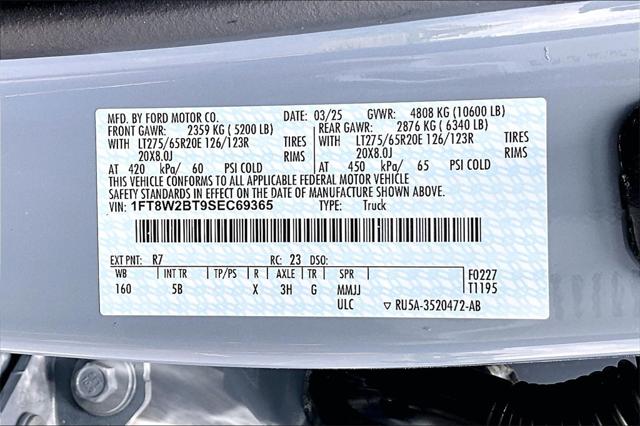 MFD. BY FORD MOTOR CO. DATE: 03/25 GVWR: 4808 KG (10600 LB)
FRONT GAWR: 2359 KG ( 5200 LB) REAR GAWR: 2876 KG ( 6340 LB)
WITH LT275/65R20E 126/123R TIRES WITH LT275/65R20E 126/123R TIRES
20X8.0J RIMS 20X8.0J RIMS
AT 420 kPa/ 60 PSI COLD AT 450 kPa/ 65 PSI COLD
THIS VEHICLE CONFORMS TO ALL APPLICABLE FEDERAL MOTOR VEHICLE
SAFETY STANDARDS IN EFFECT ON THE DATE OF MANUFACTURE SHOWN ABOVE.
VIN: 1FT8W2BT9SEC69365 TYPE: Truck
EXT PNT: R7 RC: 23 DSO:
WB INT TR TP/PS R AXLE TR SPR F0227
160 5B X 3H G MMJJ T1195
ULC ▽ RU5A-3520472-AB